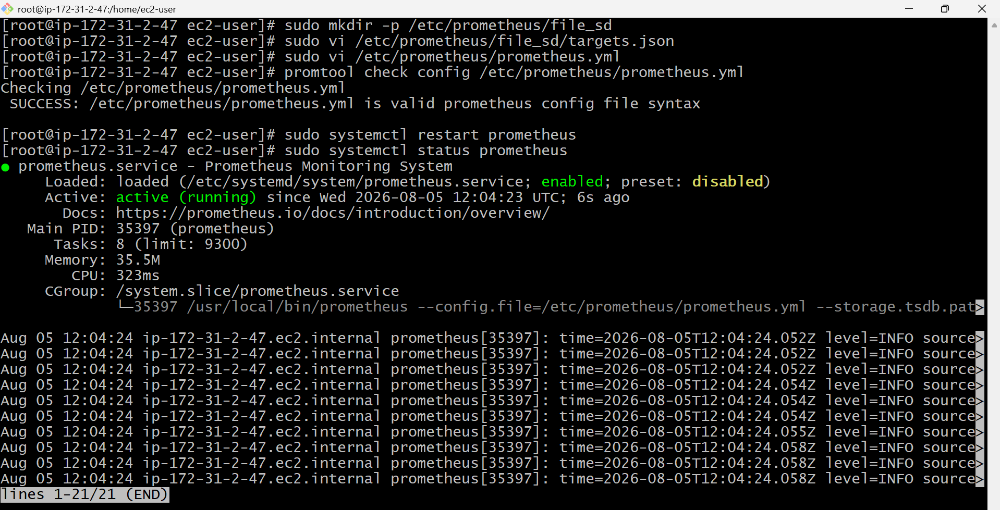 root@ip-172-31-2-47:/home/ec2-user
[root@ip-172-31-2-47 ec2-user]# sudo mkdir -p /etc/prometheus/file_sd
[root@ip-172-31-2-47 ec2-user]# sudo vi /etc/prometheus/file_sd/targets.json
[root@ip-172-31-2-47 ec2-user]# sudo vi /etc/prometheus/prometheus.yml
[root@ip-172-31-2-47 ec2-user]# promtool check config /etc/prometheus/prometheus.yml
Checking /etc/prometheus/prometheus.yml
 SUCCESS: /etc/prometheus/prometheus.yml is valid prometheus config file syntax
[root@ip-172-31-2-47 ec2-user]# sudo systemctl restart prometheus
[root@ip-172-31-2-47 ec2-user]# sudo systemctl status prometheus
● prometheus.service - Prometheus Monitoring System
     Loaded: loaded (/etc/systemd/system/prometheus.service; enabled; preset: disabled)
     Active: active (running) since Wed 2026-08-05 12:04:23 UTC; 6s ago
       Docs: https://prometheus.io/docs/introduction/overview/
   Main PID: 35397 (prometheus)
      Tasks: 8 (limit: 9300)
     Memory: 35.5M
        CPU: 323ms
     CGroup: /system.slice/prometheus.service
             └─35397 /usr/local/bin/prometheus --config.file=/etc/prometheus/prometheus.yml --storage.tsdb.pat>
Aug 05 12:04:24 ip-172-31-2-47.ec2.internal prometheus[35397]: time=2026-08-05T12:04:24.052Z level=INFO source>
Aug 05 12:04:24 ip-172-31-2-47.ec2.internal prometheus[35397]: time=2026-08-05T12:04:24.052Z level=INFO source>
Aug 05 12:04:24 ip-172-31-2-47.ec2.internal prometheus[35397]: time=2026-08-05T12:04:24.052Z level=INFO source>
Aug 05 12:04:24 ip-172-31-2-47.ec2.internal prometheus[35397]: time=2026-08-05T12:04:24.054Z level=INFO source>
Aug 05 12:04:24 ip-172-31-2-47.ec2.internal prometheus[35397]: time=2026-08-05T12:04:24.054Z level=INFO source>
Aug 05 12:04:24 ip-172-31-2-47.ec2.internal prometheus[35397]: time=2026-08-05T12:04:24.054Z level=INFO source>
Aug 05 12:04:24 ip-172-31-2-47.ec2.internal prometheus[35397]: time=2026-08-05T12:04:24.055Z level=INFO source>
Aug 05 12:04:24 ip-172-31-2-47.ec2.internal prometheus[35397]: time=2026-08-05T12:04:24.058Z level=INFO source>
Aug 05 12:04:24 ip-172-31-2-47.ec2.internal prometheus[35397]: time=2026-08-05T12:04:24.058Z level=INFO source>
Aug 05 12:04:24 ip-172-31-2-47.ec2.internal prometheus[35397]: time=2026-08-05T12:04:24.058Z level=INFO source>
lines 1-21/21 (END)